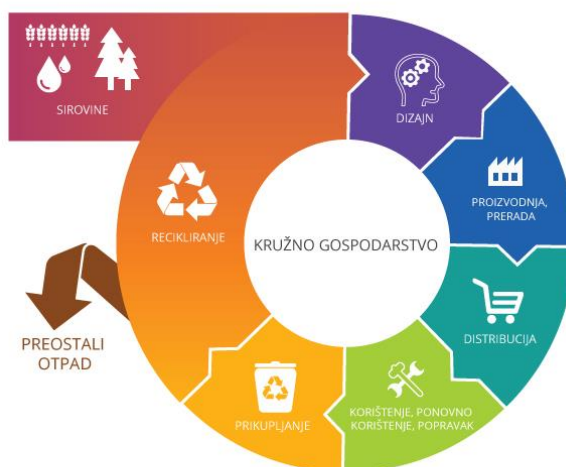 SIROVINE
DIZAJN
PROIZVODNJA,
PRERADA
DISTRIBUCIJA
KORIŠTENJE, PONOVNO
KORIŠTENJE, POPRAVAK
PRIKUPLJANJE
RECIKLIRANJE
KRUŽNO GOSPODARSTVO
PREOSTALI
OTPAD